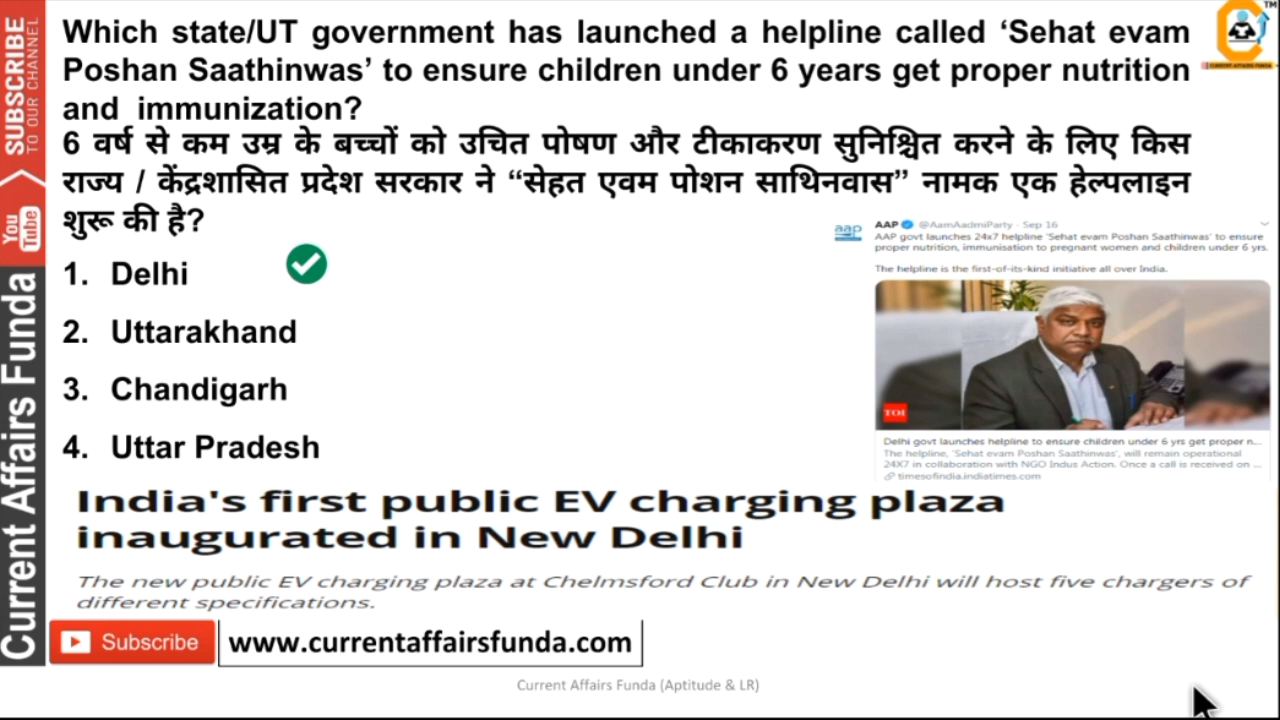 Which state/UT government has launched a helpline called ‘Sehat evam
Poshan Saathinwas’ to ensure children under 6 years get proper nutrition
and immunization?
6 वर्ष से कम उम्र के बच्चों को उचित पोषण और टीकाकरण सुनिश्चित करने के लिए किस
राज्य / केंद्रशासित प्रदेश सरकार ने “सेहत एवम पोशन साथिनवास” नामक एक हेल्पलाइन
शुरू की है?
1. Delhi
2. Uttarakhand
3. Chandigarh
4. Uttar Pradesh
aap
AAP @AamAadmiParty · Sep 16
AAP govt launches 24x7 helpline 'Sehat evam Poshan Saathinwas' to ensure
proper nutrition, immunisation to pregnant women and children under 6 yrs.
The helpline is the first-of-its-kind initiative all over India.
TOI
Delhi govt launches helpline to ensure children under 6 yrs get proper n...
The helpline, 'Sehat evam Poshan Saathinwas', will remain operational
24X7 in collaboration with NGO Indus Action. Once a call is received on ...
timesofindia.indiatimes.com
India's first public EV charging plaza
inaugurated in New Delhi
The new public EV charging plaza at Chelmsford Club in New Delhi will host five chargers of
different specifications.
Subscribe
www.currentaffairsfunda.com
Current Affairs Funda (Aptitude & LR)
SUBSCRIBE
TO OUR CHANNEL
You
Tube
Current Affairs Funda
TM
CURRENT AFFAIRS FUNDA